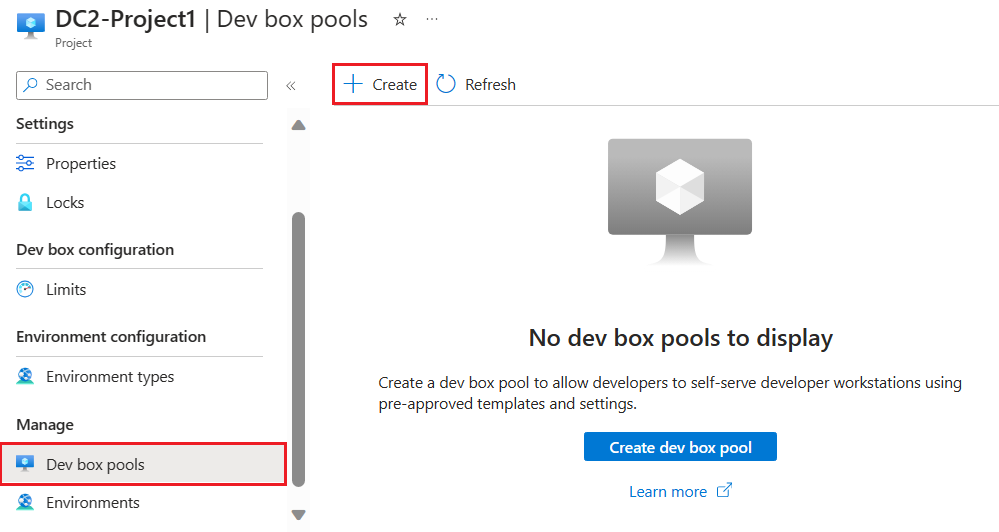 DC2-Project1 | Dev box pools
Project
Search
Settings
Properties
Locks
Dev box configuration
Limits
Environment configuration
Environment types
Manage
Dev box pools
Environments
Create
Refresh
No dev box pools to display
Create a dev box pool to allow developers to self-serve developer workstations using
pre-approved templates and settings.
Create dev box pool
Learn more